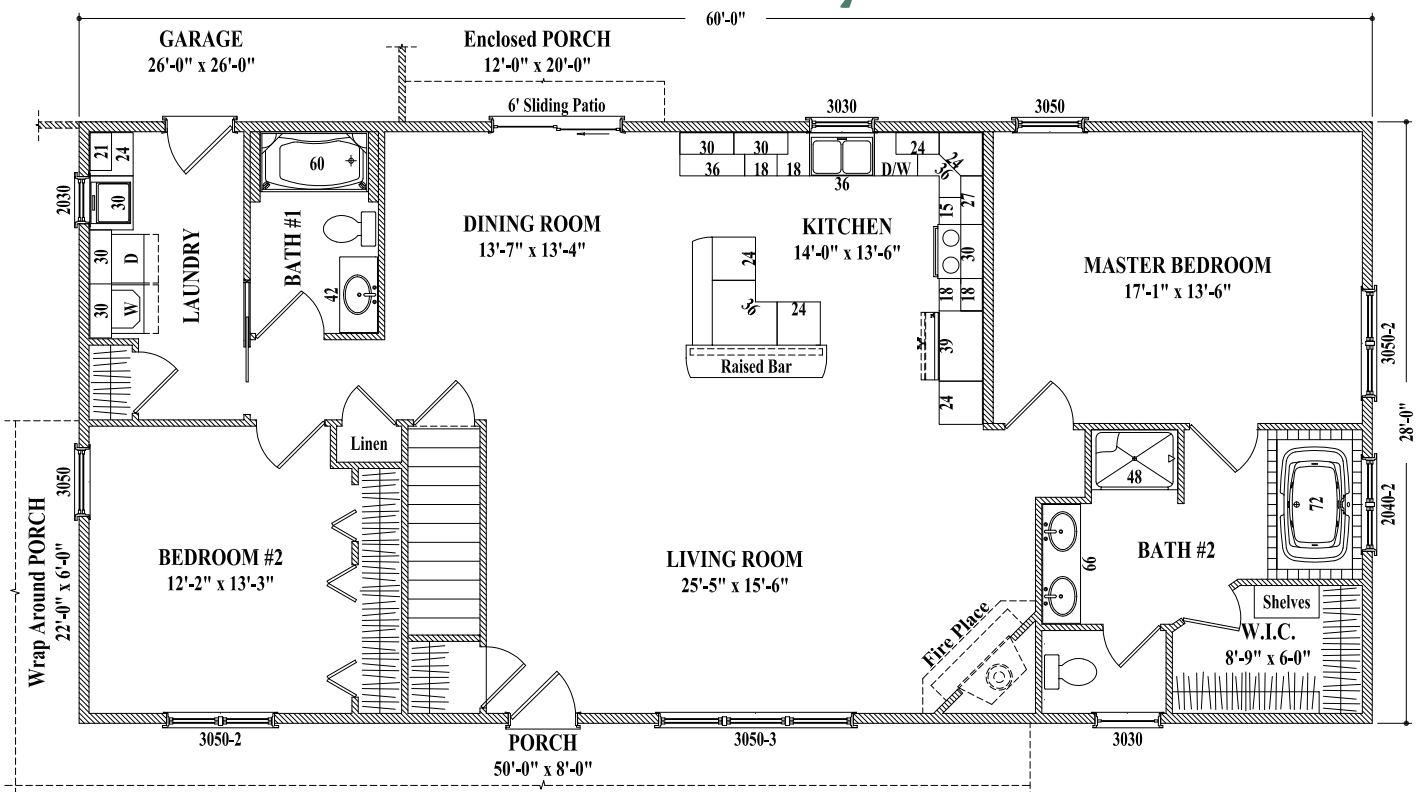 60'-0"
GARAGE
26'-0" x 26'-0"
Enclosed PORCH
12'-0" x 20'-0"
6' Sliding Patio
3030
3050
21
24
60
30
30
36
18
18
36
D/W
24
24
36
2030
30
LAUNDRY
30
D
30
W
BATH #1
42
DINING ROOM
13'-7" x 13'-4"
KITCHEN
14'-0" x 13'-6"
15
27
30
18
18
39
24
24
36
24
Raised Bar
MASTER BEDROOM
17'-1" x 13'-6"
3050-2
28'-0"
Linen
3050
Wrap Around PORCH
22'-0" x 6'-0"
BEDROOM #2
12'-2" x 13'-3"
LIVING ROOM
25'-5" x 15'-6"
48
66
BATH #2
72
2040-2
Fire Place
Shelves
W.I.C.
8'-9" x 6-0"
3050-2
PORCH
50'-0" x 8'-0"
3050-3
3030